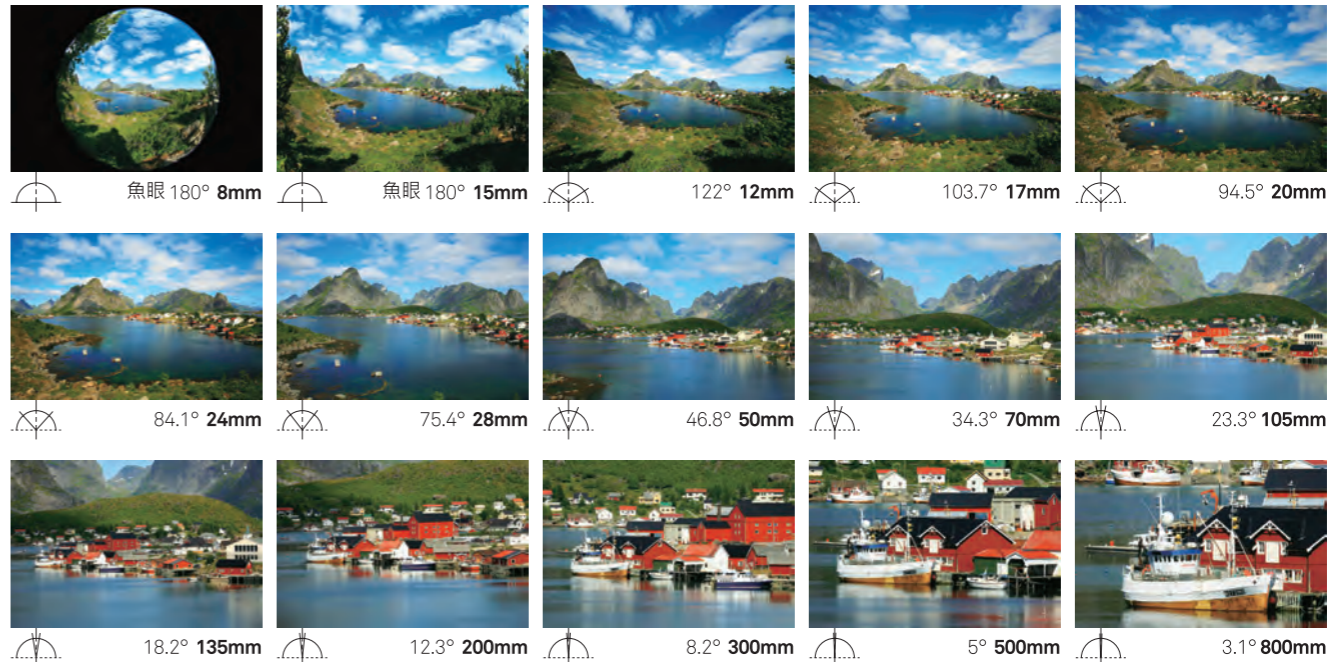 魚眼 180° 8mm
魚眼 180° 15mm
122° 12mm
103.7° 17mm
94.5° 20mm
84.1° 24mm
75.4° 28mm
46.8° 50mm
34.3° 70mm
23.3° 105mm
18.2° 135mm
12.3° 200mm
8.2° 300mm
5° 500mm
3.1° 800mm